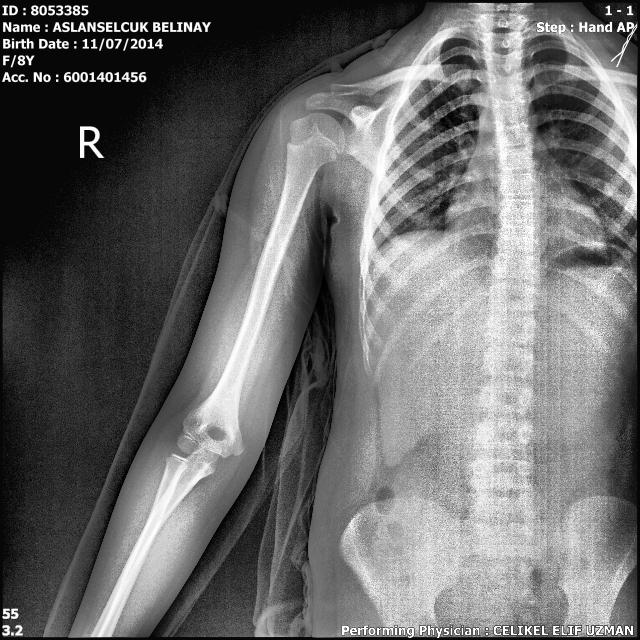 ID : 8053385
Name : ASLANSELCUK BELINAY
Birth Date : 11/07/2014
F/8Y
Acc. No : 6001401456
1 - 1
Step : Hand AP
R
55
3.2
Performing Physician : CELIKEL ELIF UZMAN